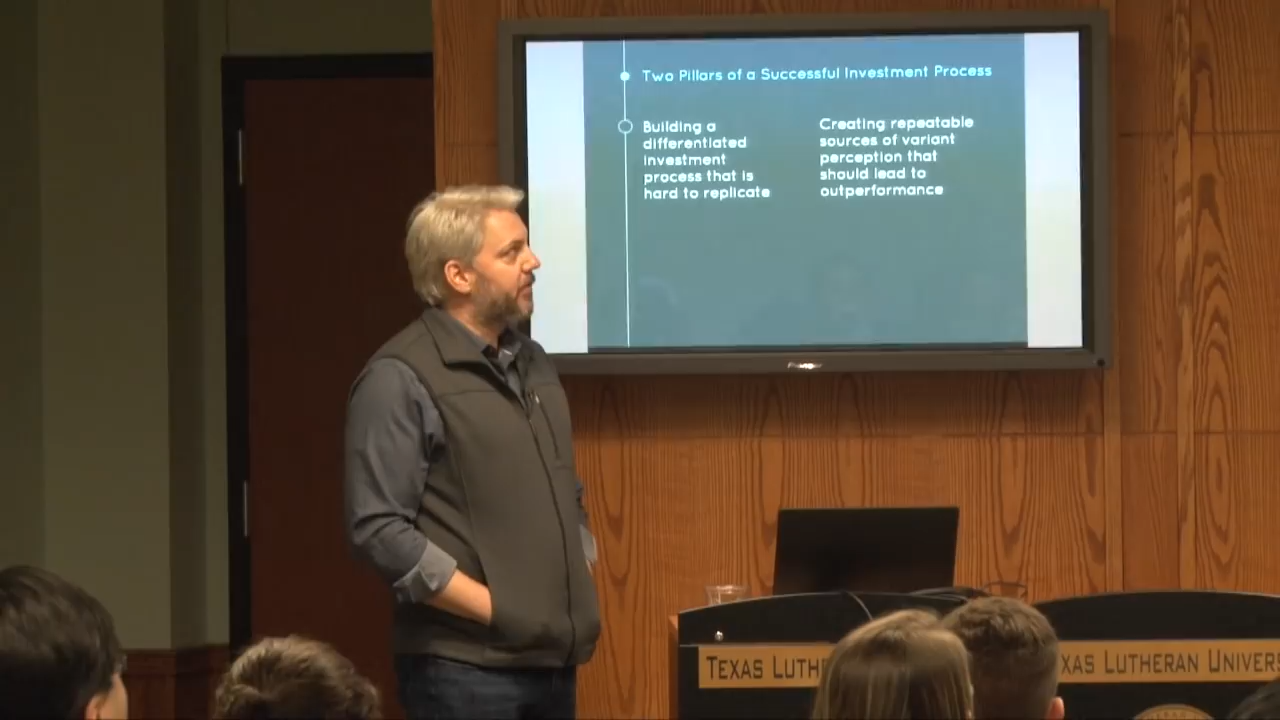 Two Pillars of a Successful Investment Process
Building a
differentiated
investment
process that is
hard to replicate
Creating repeatable
sources of variant
perception that
should lead to
outperformance
TEXAS LUTH
XAS LUTHERAN UNIVERS